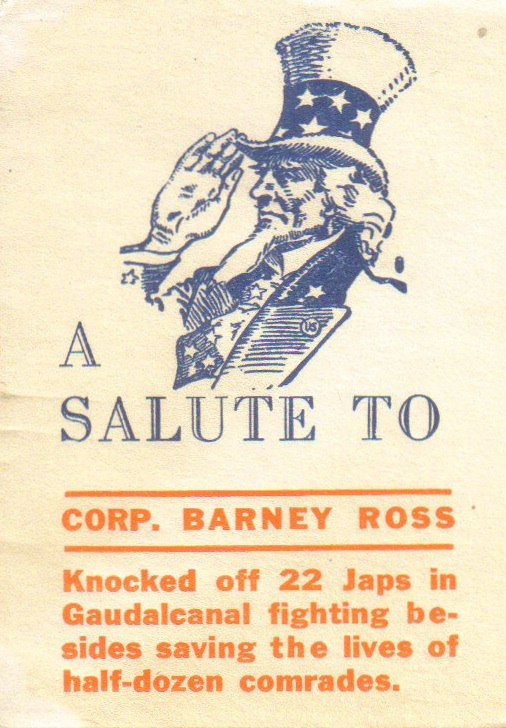 US
A
SALUTE TO
CORP. BARNEY ROSS
Knocked off 22 Japs in
Gaudalcanal fighting be-
sides saving the lives of
half-dozen comrades.